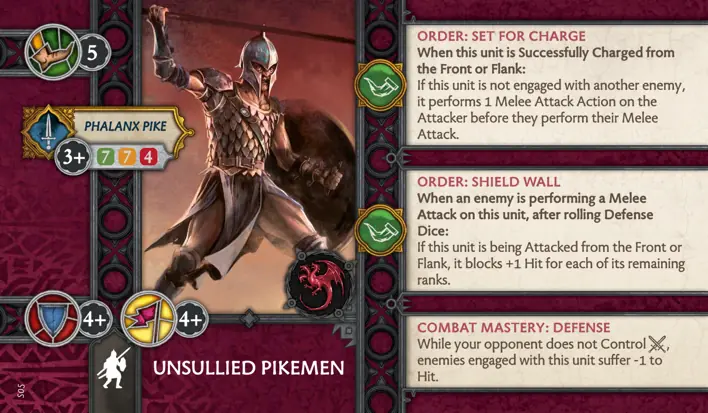 5
PHALANX PIKE
3+ 7 7 4
4+ 4+
UNSULLIED PIKEMEN
S05
ORDER: SET FOR CHARGE
When this unit is Successfully Charged from
the Front or Flank:
If this unit is not engaged with another enemy,
it performs 1 Melee Attack Action on the
Attacker before they perform their Melee
Attack.
ORDER: SHIELD WALL
When an enemy is performing a Melee
Attack on this unit, after rolling Defense
Dice:
If this unit is being Attacked from the Front or
Flank, it blocks +1 Hit for each of its remaining
ranks.
COMBAT MASTERY: DEFENSE
While your opponent does not Control ,
enemies engaged with this unit suffer -1 to
Hit.